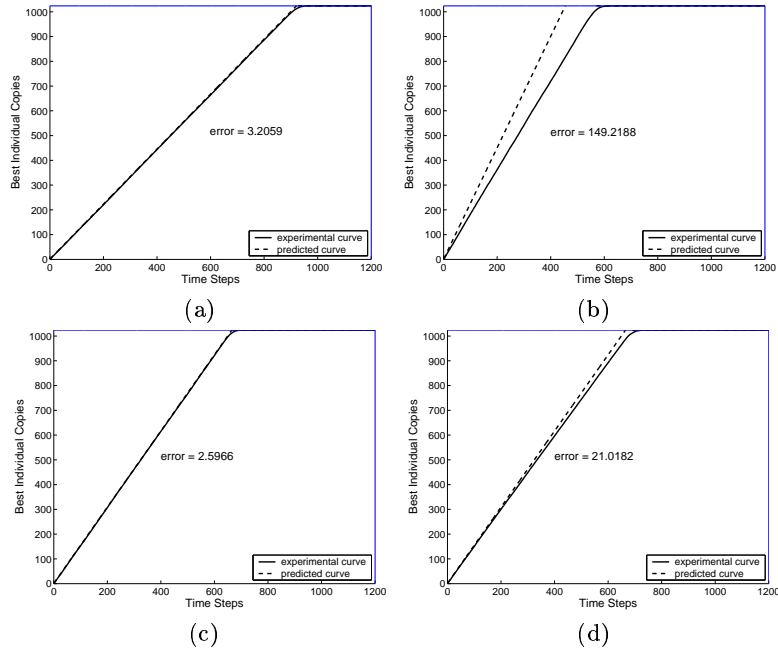 1000
900
800
700
600
500
400
300
200
100
0
Best Individual Copies
error = 3.2059
experimental curve
predicted curve
0 200 400 600 800 1000 1200
Time Steps
(a)
1000
900
800
700
600
500
400
300
200
100
0
Best Individual Copies
error = 149.2188
experimental curve
predicted curve
0 200 400 600 800 1000 1200
Time Steps
(b)
1000
900
800
700
600
500
400
300
200
100
0
Best Individual Copies
error = 2.5966
experimental curve
predicted curve
0 200 400 600 800 1000 1200
Time Steps
(c)
1000
900
800
700
600
500
400
300
200
100
0
Best Individual Copies
error = 21.0182
experimental curve
predicted curve
0 200 400 600 800 1000 1200
Time Steps
(d)